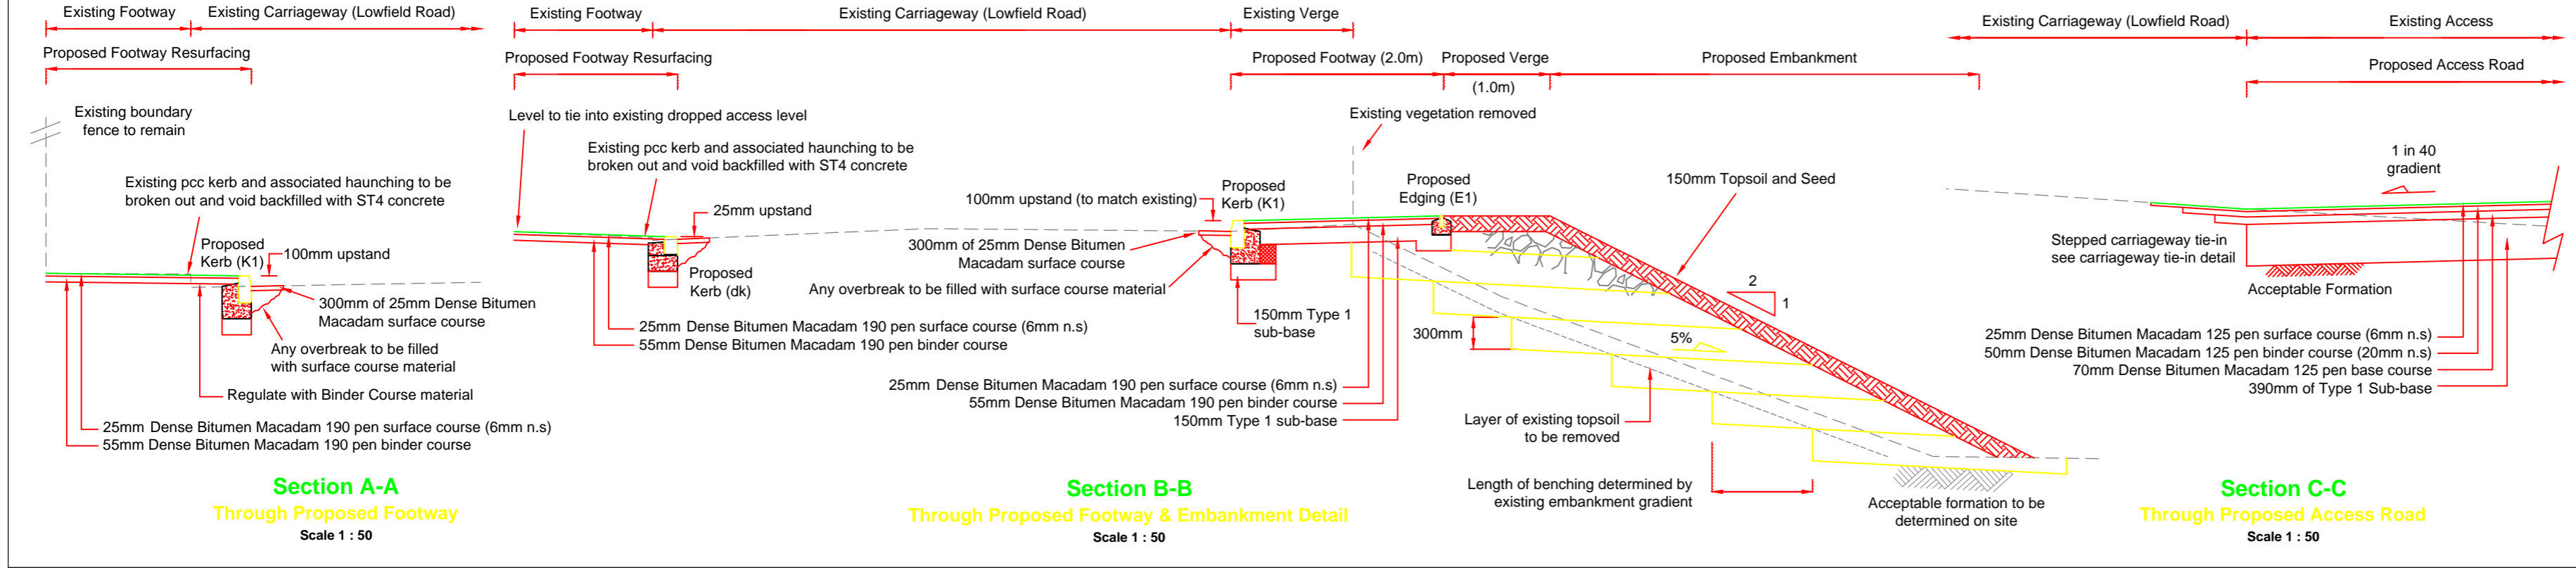 Existing Footway
Existing Carriageway (Lowfield Road)
Proposed Footway Resurfacing
Existing boundary
fence to remain
Existing pcc kerb and associated haunching to be
broken out and void backfilled with ST4 concrete
Proposed
Kerb (K1)
100mm upstand
300mm of 25mm Dense Bitumen
Macadam surface course
Any overbreak to be filled
with surface course material
Regulate with Binder Course material
25mm Dense Bitumen Macadam 190 pen surface course (6mm n.s)
55mm Dense Bitumen Macadam 190 pen binder course
Section A-A
Through Proposed Footway
Scale 1 : 50
Existing Footway
Existing Carriageway (Lowfield Road)
Existing Verge
Proposed Footway Resurfacing
Proposed Footway (2.0m)
Proposed Verge
(1.0m)
Proposed Embankment
Level to tie into existing dropped access level
Existing vegetation removed
Existing pcc kerb and associated haunching to be
broken out and void backfilled with ST4 concrete
25mm upstand
Proposed
Kerb (dk)
25mm Dense Bitumen Macadam 190 pen surface course (6mm n.s)
55mm Dense Bitumen Macadam 190 pen binder course
100mm upstand (to match existing)
Proposed
Kerb (K1)
Proposed
Edging (E1)
150mm Topsoil and Seed
300mm of 25mm Dense Bitumen
Macadam surface course
Any overbreak to be filled with surface course material
150mm Type 1
sub-base
300mm
5%
2
1
25mm Dense Bitumen Macadam 190 pen surface course (6mm n.s)
55mm Dense Bitumen Macadam 190 pen binder course
150mm Type 1 sub-base
Layer of existing topsoil
to be removed
Length of benching determined by
existing embankment gradient
Acceptable formation to be
determined on site
Section B-B
Through Proposed Footway & Embankment Detail
Scale 1 : 50
Existing Carriageway (Lowfield Road)
Existing Access
Proposed Access Road
1 in 40
gradient
Stepped carriageway tie-in
see carriageway tie-in detail
Acceptable Formation
25mm Dense Bitumen Macadam 125 pen surface course (6mm n.s)
50mm Dense Bitumen Macadam 125 pen binder course (20mm n.s)
70mm Dense Bitumen Macadam 125 pen base course
390mm of Type 1 Sub-base
Section C-C
Through Proposed Access Road
Scale 1 : 50